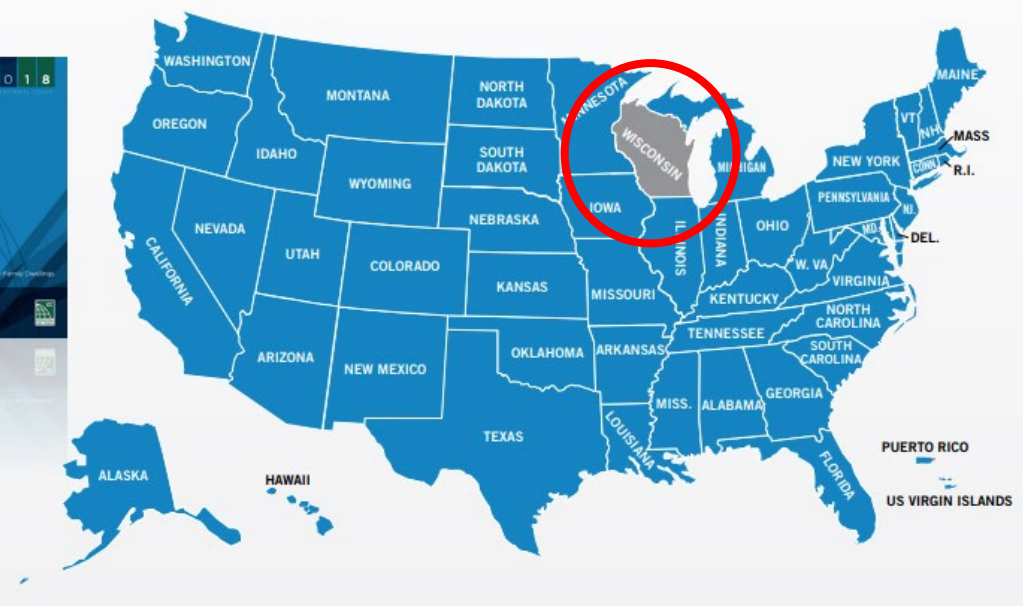 0 1 8
WASHINGTON
OREGON
CALIFORNIA
NEVADA
IDAHO
MONTANA
WYOMING
UTAH
ARIZONA
COLORADO
NEW MEXICO
NORTH
DAKOTA
SOUTH
DAKOTA
NEBRASKA
KANSAS
OKLAHOMA
TEXAS
MINNESOTA
IOWA
MISSOURI
ARKANSAS
LOUISIANA
WISCONSIN
ILLINOIS
MICHIGAN
INDIANA
OHIO
KENTUCKY
TENNESSEE
MISS.
ALABAMA
GEORGIA
FLORIDA
SOUTH
CAROLINA
NORTH
CAROLINA
VIRGINIA
W. VA
MD.
DEL.
PENNSYLVANIA
NJ.
NEW YORK
CONN.
R.I.
MASS
VT
NH
MAINE
ALASKA
HAWAII
PUERTO RICO
US VIRGIN ISLANDS
Family Dwellings